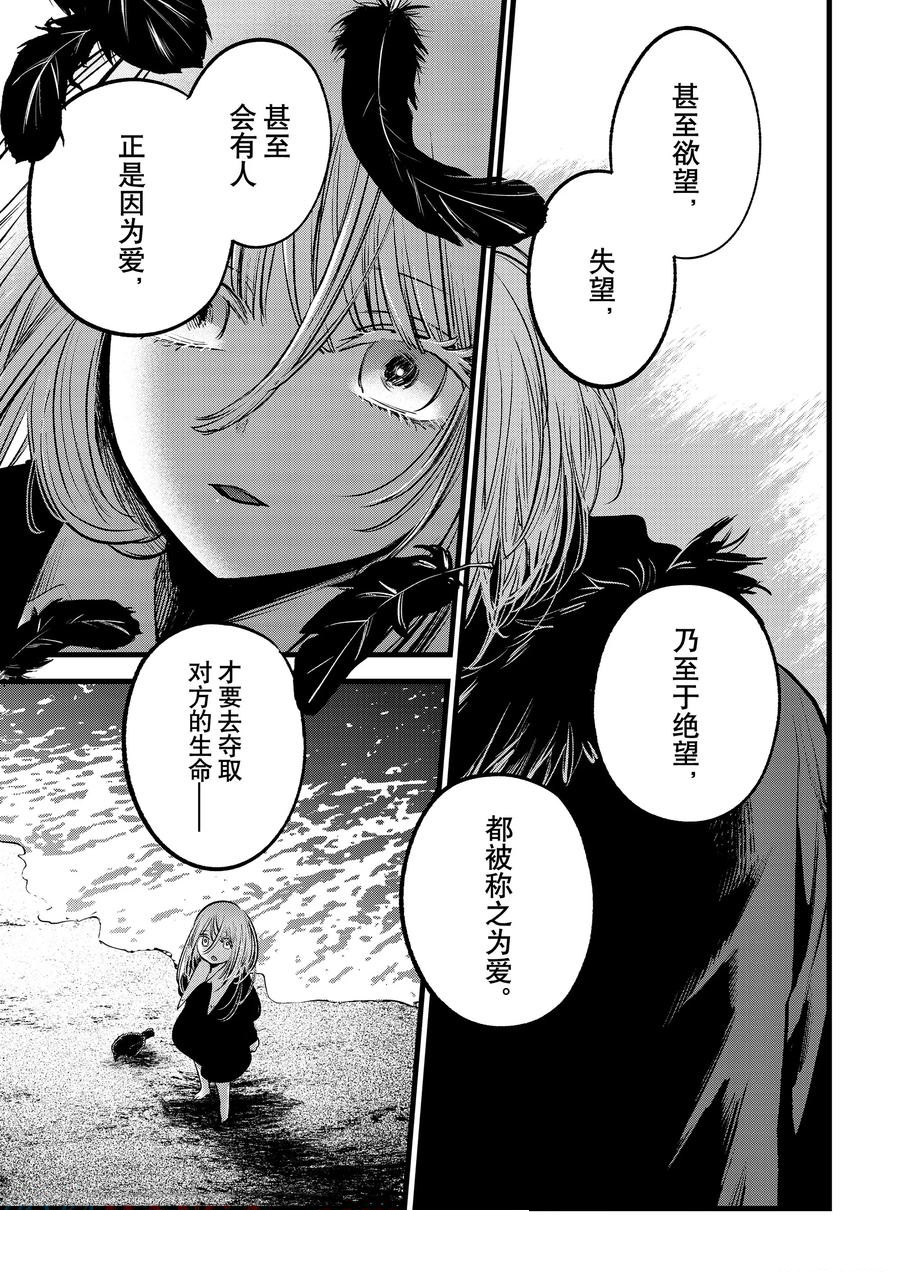 甚至欲望，
失望，
乃至于绝望，
都被称之为爱。
甚至
会有人
正是因为爱，
才要去夺取
对方的生命——